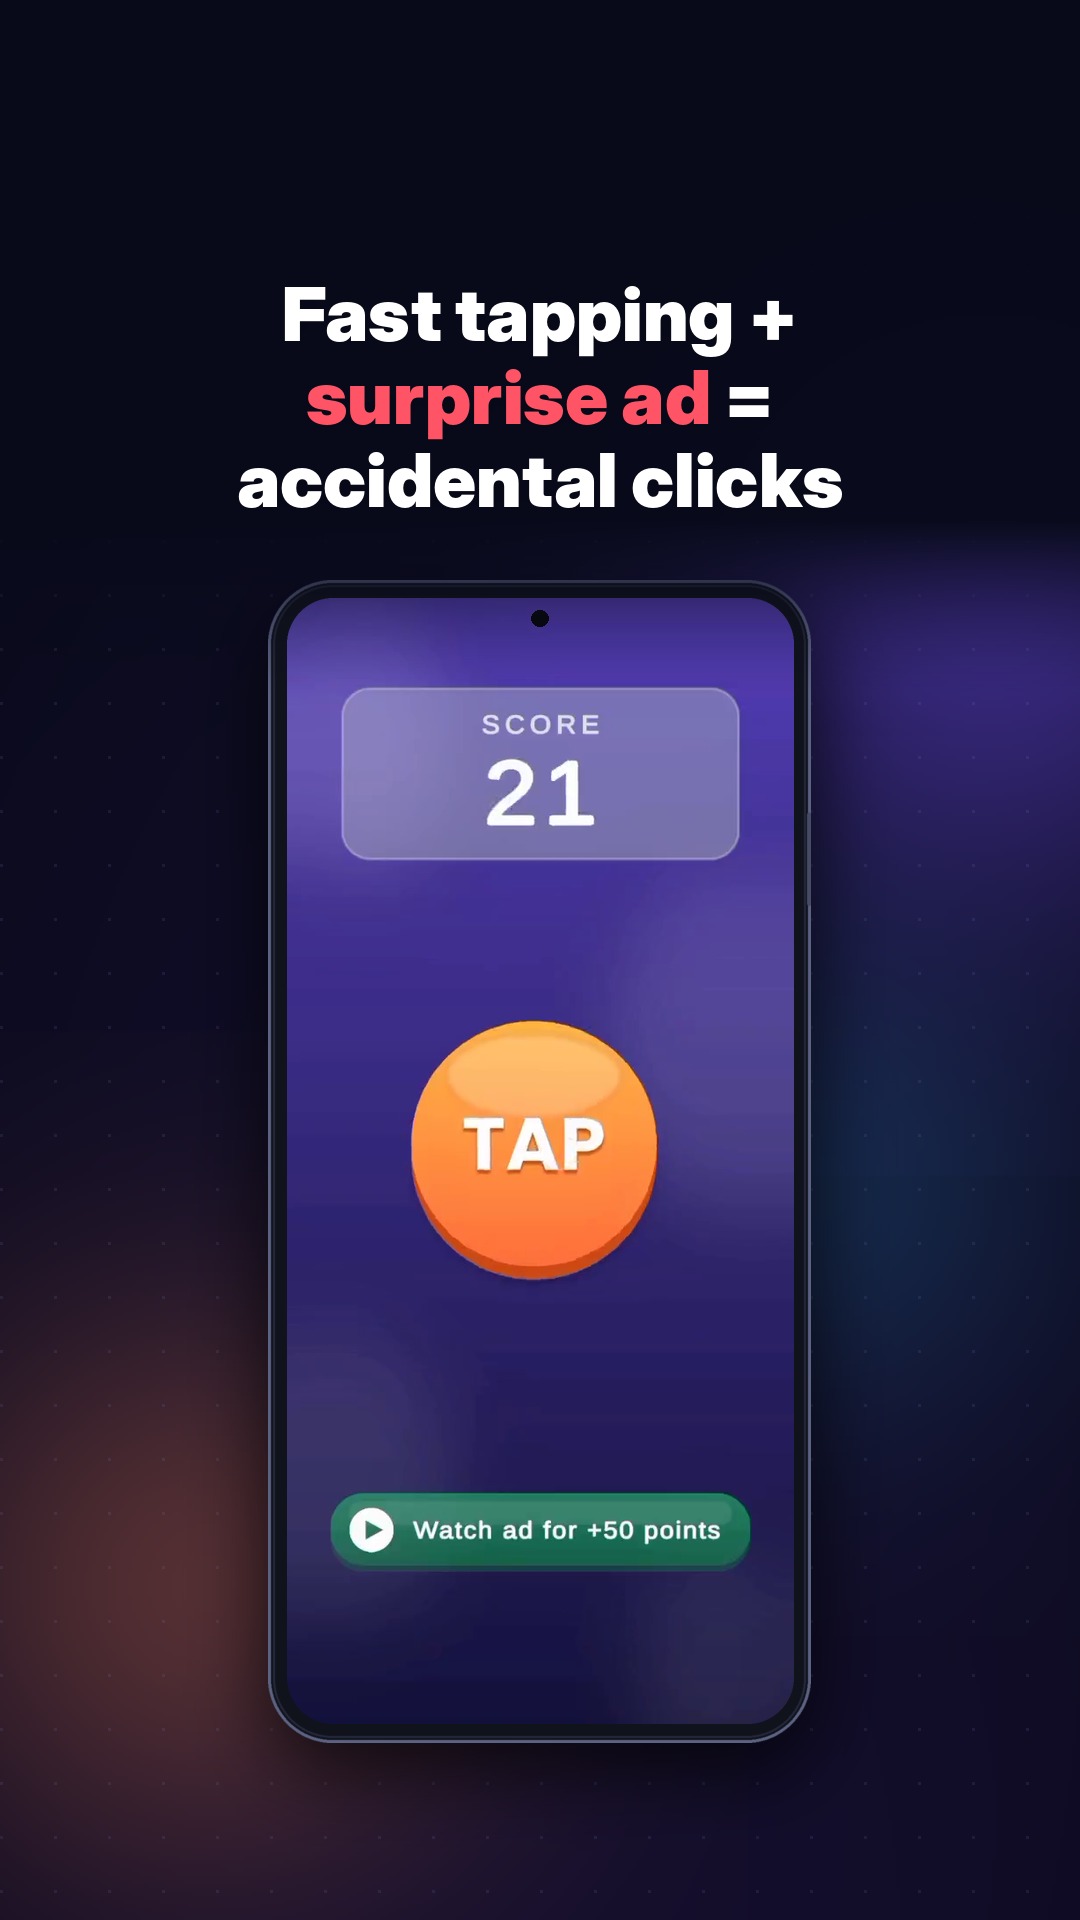 Fast tapping +
surprise ad =
accidental clicks
SCORE
21
TAP
Watch ad for +50 points